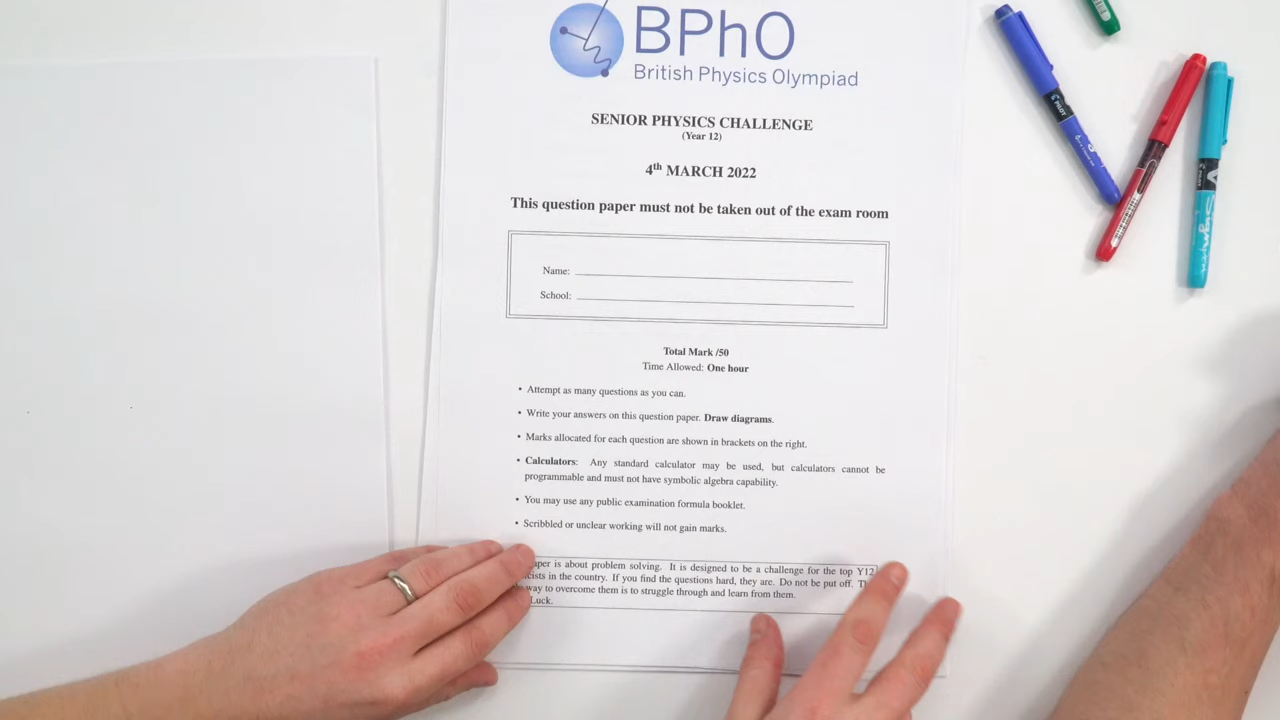 BPhO
British Physics Olympiad
SENIOR PHYSICS CHALLENGE
(Year 12)
4th MARCH 2022
This question paper must not be taken out of the exam room
Name:
School:
Total Mark /50
Time Allowed: One hour
• Attempt as many questions as you can.
• Write your answers on this question paper. Draw diagrams.
• Marks allocated for each question are shown in brackets on the right.
• Calculators: Any standard calculator may be used, but calculators cannot be
programmable and must not have symbolic algebra capability.
• You may use any public examination formula booklet.
• Scribbled or unclear working will not gain marks.
is about problem solving. It is designed to be a challenge for the top Y12
in the country. If you find the questions hard, they are. Do not be put off.
way to overcome them is to struggle through and learn from them.
Luck.
PILOT